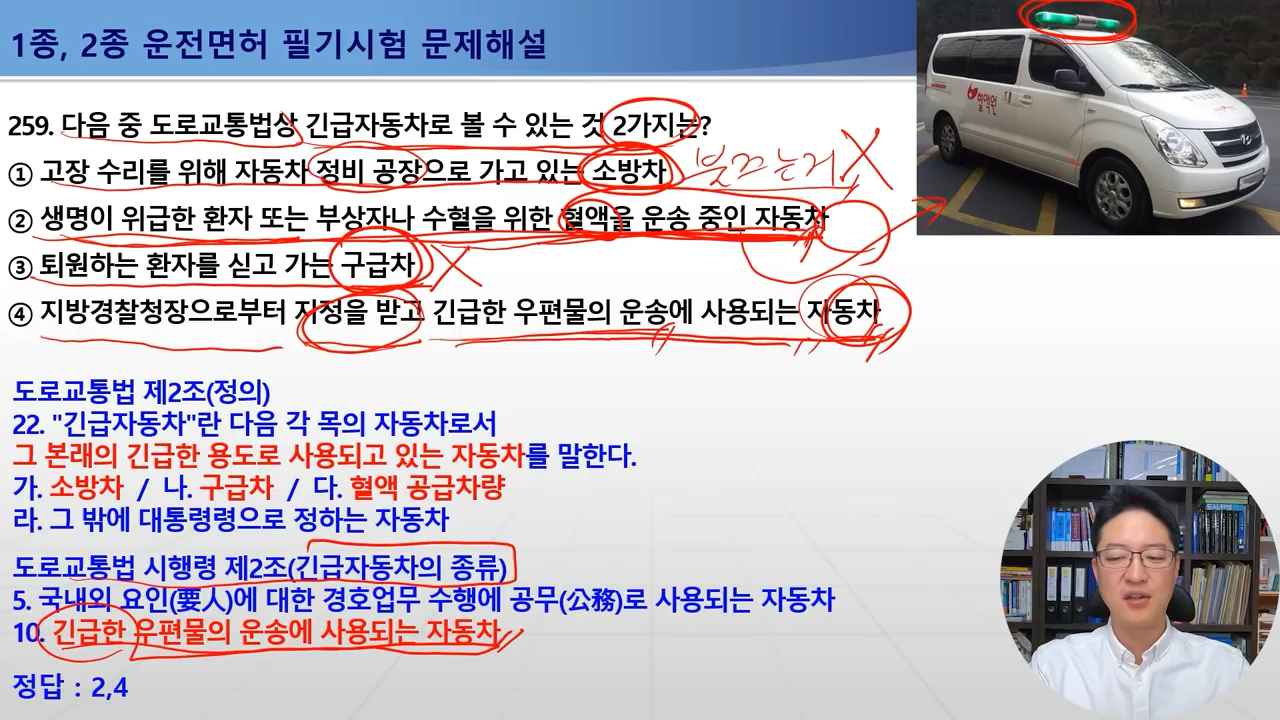 1종, 2종 운전면허 필기시험 문제해설
259. 다음 중 도로교통법상 긴급자동차로 볼 수 있는 것 2가지는?
① 고장 수리를 위해 자동차 정비 공장으로 가고 있는 소방차
붓끄는거 X
② 생명이 위급한 환자 또는 부상자나 수혈을 위한 혈액을 운송 중인 자동차
③ 퇴원하는 환자를 싣고 가는 구급차
④ 지방경찰청장으로부터 지정을 받고 긴급한 우편물의 운송에 사용되는 자동차
도로교통법 제2조(정의)
22. "긴급자동차"란 다음 각 목의 자동차로서
그 본래의 긴급한 용도로 사용되고 있는 자동차를 말한다.
가. 소방차 / 나. 구급차 / 다. 혈액 공급차량
라. 그 밖에 대통령령으로 정하는 자동차
도로교통법 시행령 제2조(긴급자동차의 종류)
5. 국내외 요인(要人)에 대한 경호업무 수행에 공무(公務)로 사용되는 자동차
10. 긴급한 우편물의 운송에 사용되는 자동차
정답 : 2,4
혈액원